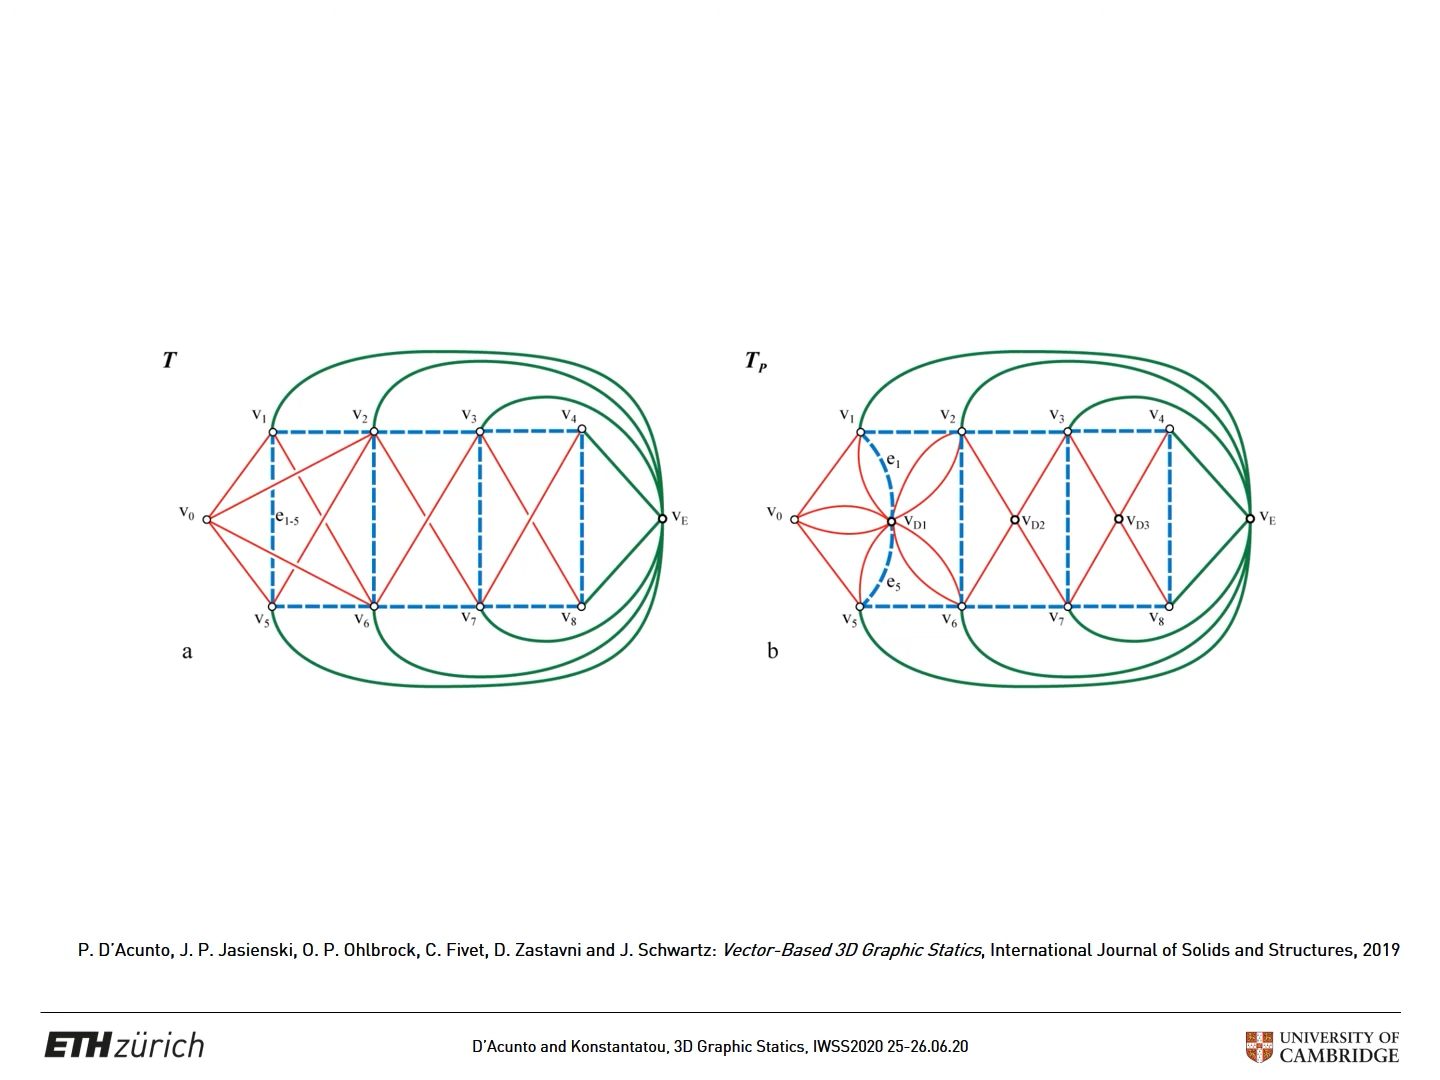 T
T_P
v1
v2
v3
v4
v1
v2
v3
v4
e1
v0
e1-5
vE
v0
vD1
vD2
vD3
vE
e5
v5
v6
v7
v8
v5
v6
v7
v8
a
b
P. D'Acunto, J. P. Jasienski, O. P. Ohlbrock, C. Fivet, D. Zastavni and J. Schwartz: Vector-Based 3D Graphic Statics, International Journal of Solids and Structures, 2019
ETH zürich
D'Acunto and Konstantatou, 3D Graphic Statics, IWSS2020 25-26.06.20
UNIVERSITY OF
CAMBRIDGE